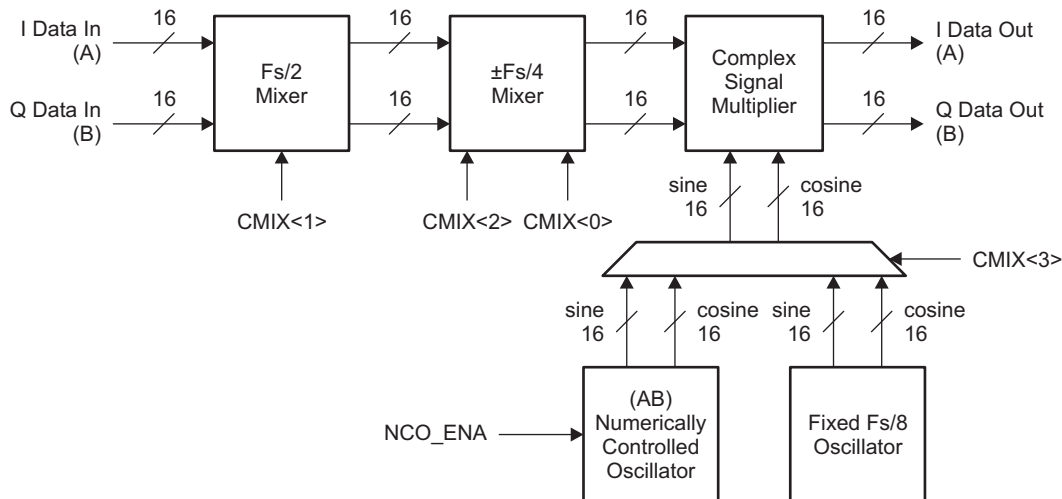 I Data In
(A)
16
Fs/2
Mixer
16
±Fs/4
Mixer
16
Complex
Signal
Multiplier
16
I Data Out
(A)
Q Data In
(B)
16
16
16
16
Q Data Out
(B)
CMIX<1>
CMIX<2>
CMIX<0>
sine
16
cosine
16
CMIX<3>
sine
16
cosine
16
sine
16
cosine
16
NCO_ENA
(AB)
Numerically
Controlled
Oscillator
Fixed Fs/8
Oscillator